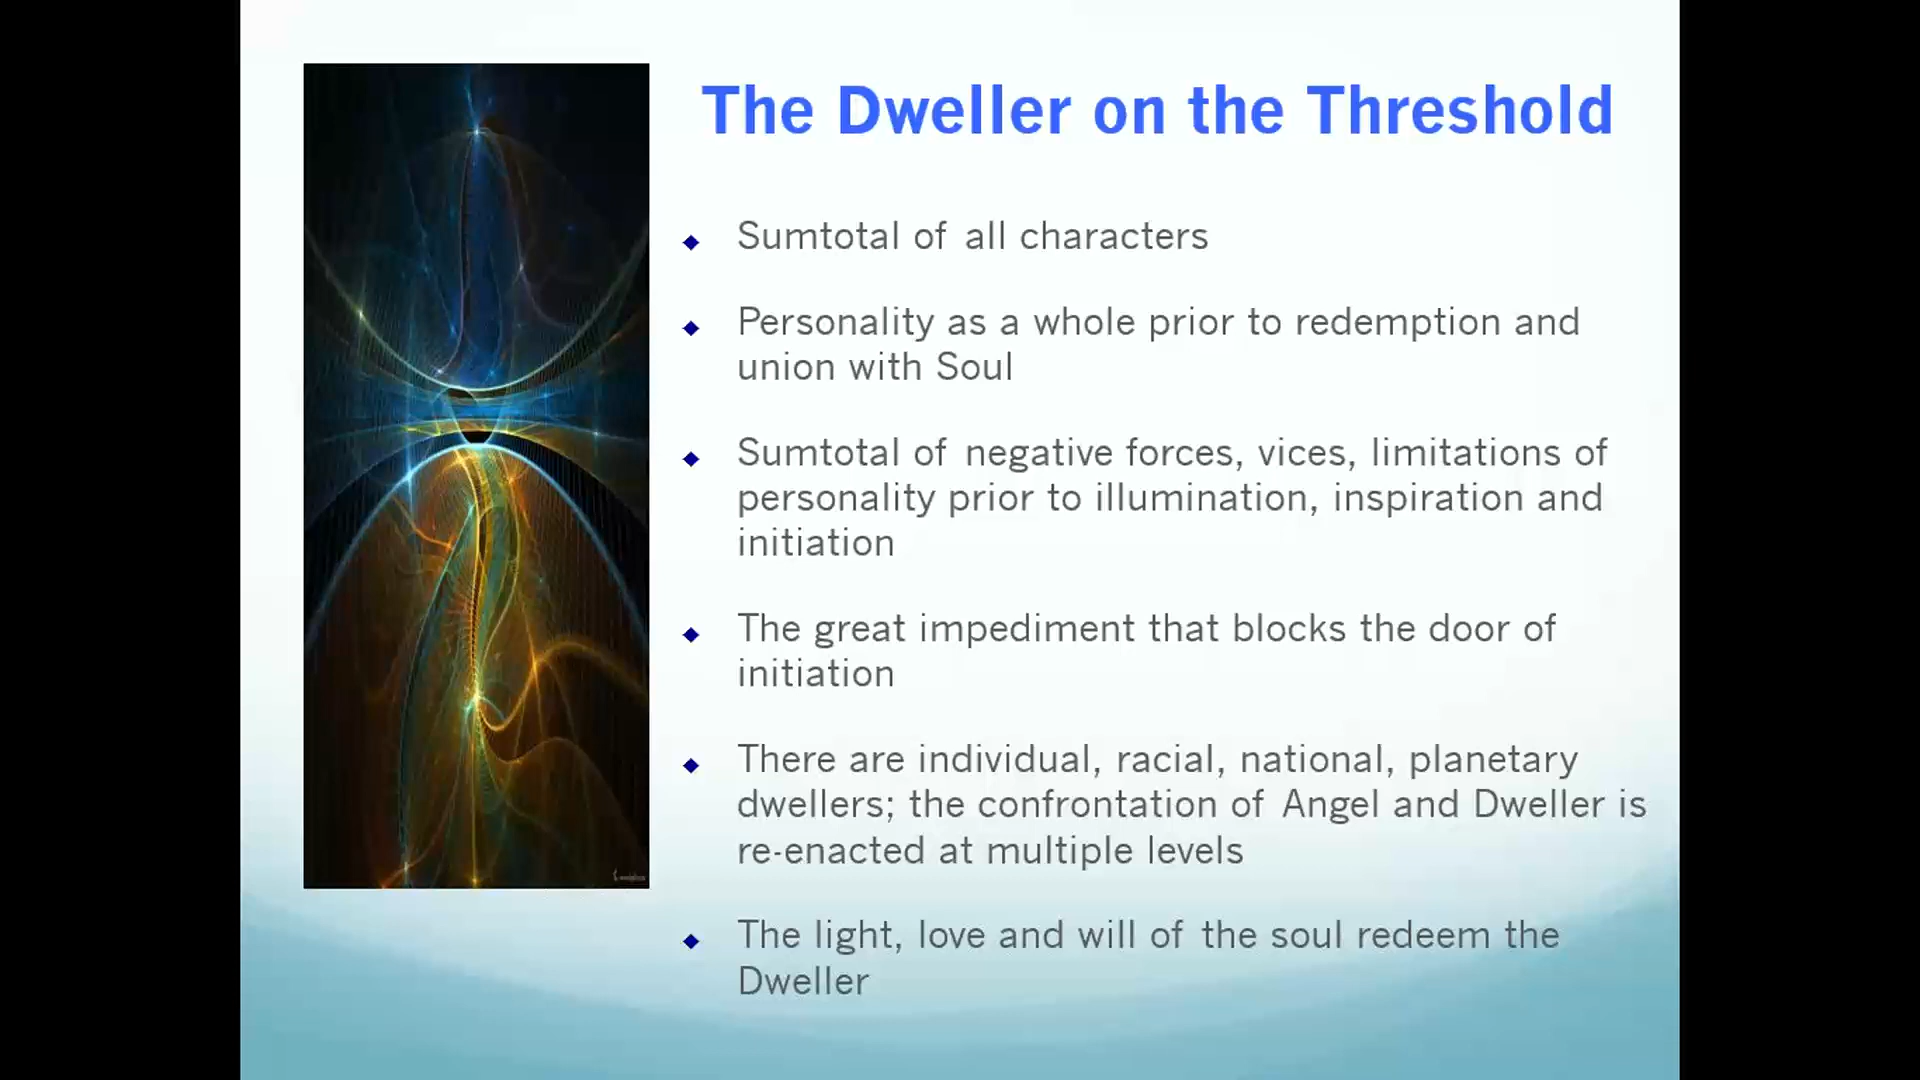 The Dweller on the Threshold
Sumtotal of all characters
Personality as a whole prior to redemption and
union with Soul
Sumtotal of negative forces, vices, limitations of
personality prior to illumination, inspiration and
initiation
The great impediment that blocks the door of
initiation
There are individual, racial, national, planetary
dwellers; the confrontation of Angel and Dweller is
re-enacted at multiple levels
The light, love and will of the soul redeem the
Dweller